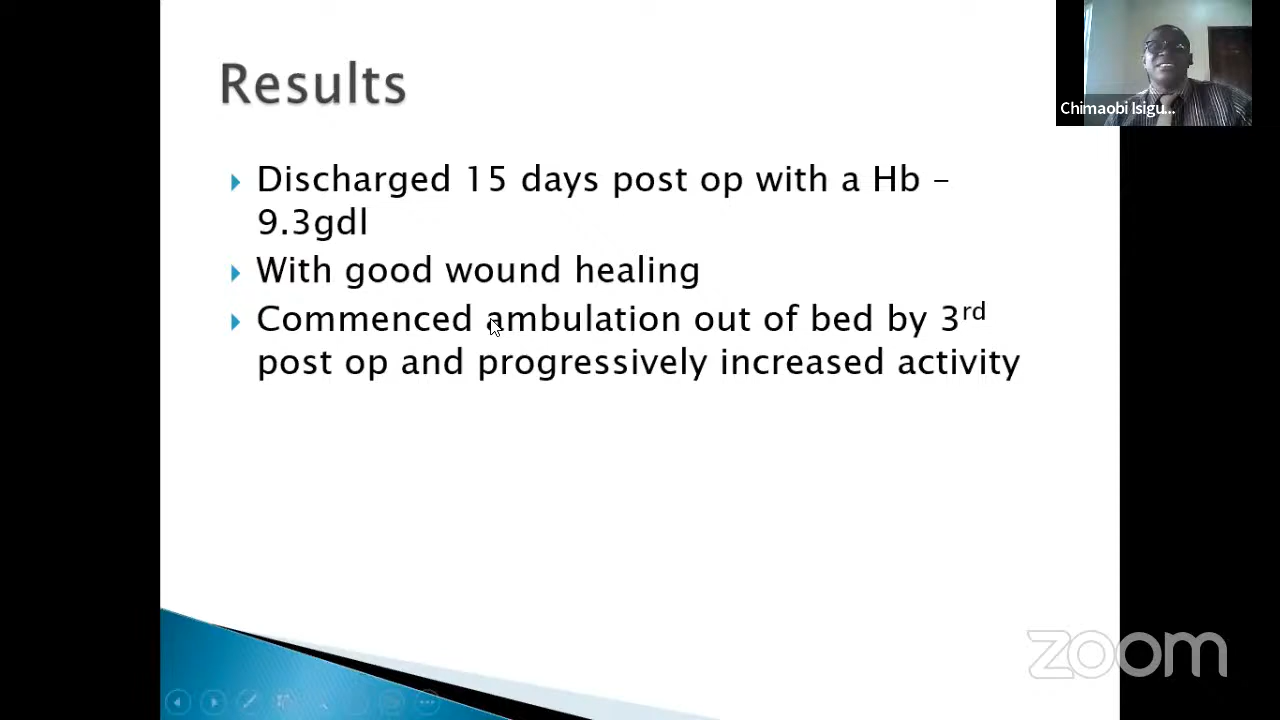 Results
Chimaobi Isigu...
Discharged 15 days post op with a Hb –
9.3gdl
With good wound healing
Commenced ambulation out of bed by 3rd
post op and progressively increased activity
zoom